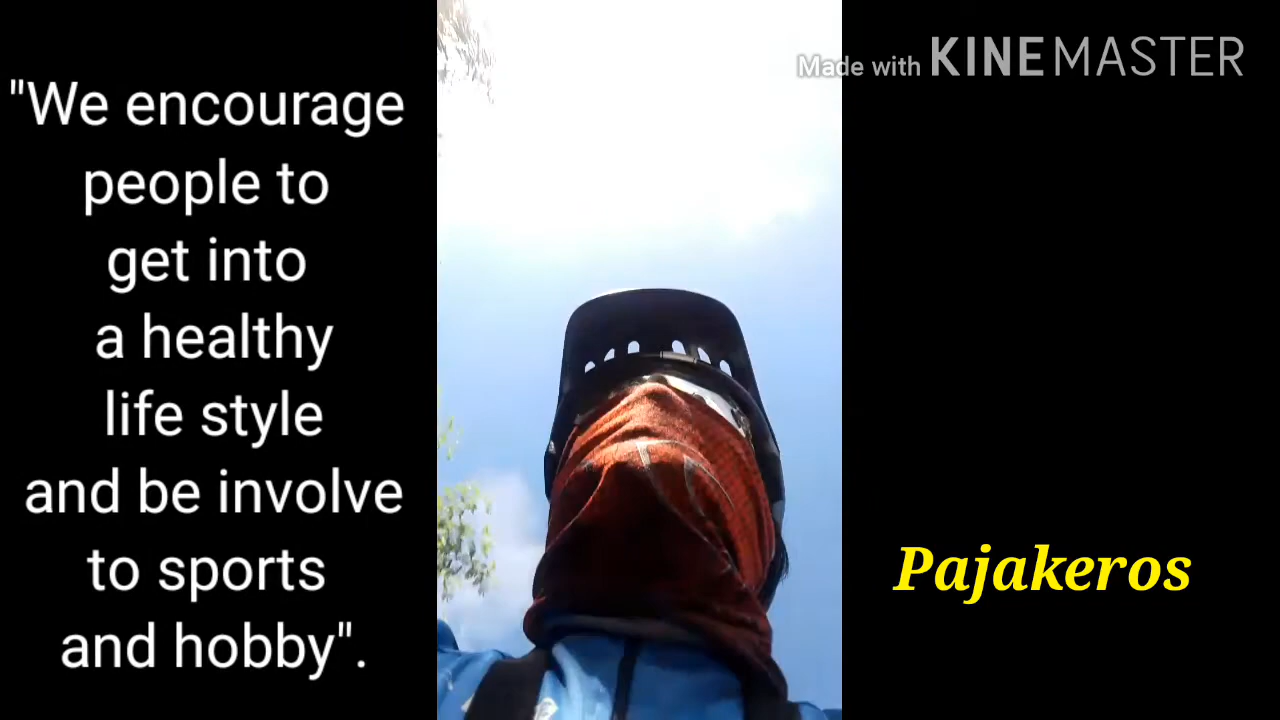 "We encourage
people to
get into
a healthy
life style
and be involve
to sports
and hobby".
Made with KINEMASTER
Pajakeros